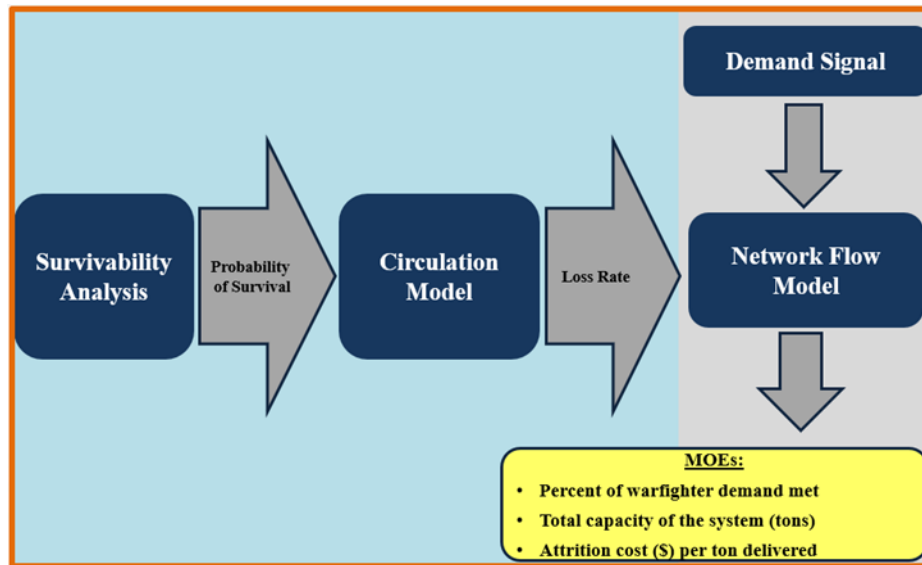 Demand Signal
Survivability
Analysis
Probability
of Survival
Circulation
Model
Loss Rate
Network Flow
Model
MOEs:
• Percent of warfighter demand met
• Total capacity of the system (tons)
• Attrition cost ($) per ton delivered